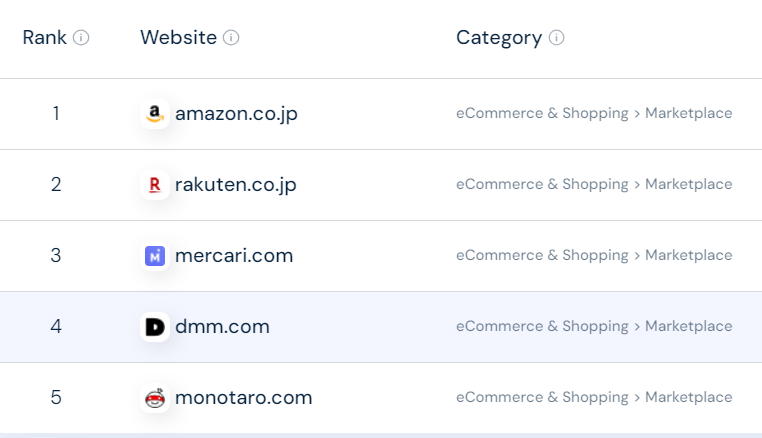 Rank Website Category
1 amazon.co.jp eCommerce & Shopping > Marketplace
2 rakuten.co.jp eCommerce & Shopping > Marketplace
3 mercari.com eCommerce & Shopping > Marketplace
4 dmm.com eCommerce & Shopping > Marketplace
5 monotaro.com eCommerce & Shopping > Marketplace